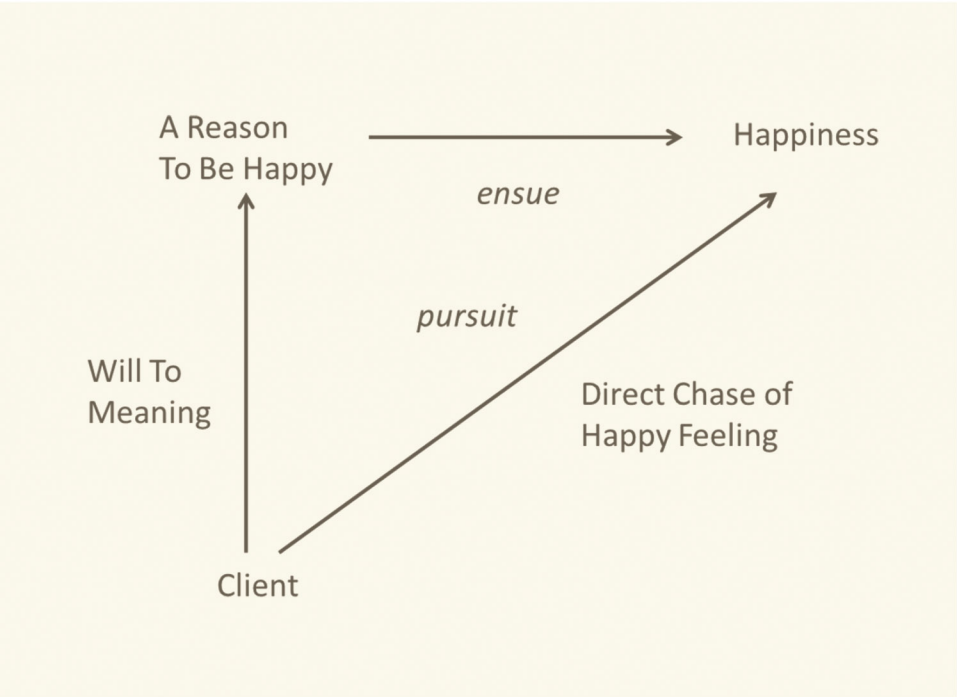 A Reason
To Be Happy
Happiness
ensue
pursuit
Will To
Meaning
Direct Chase of
Happy Feeling
Client